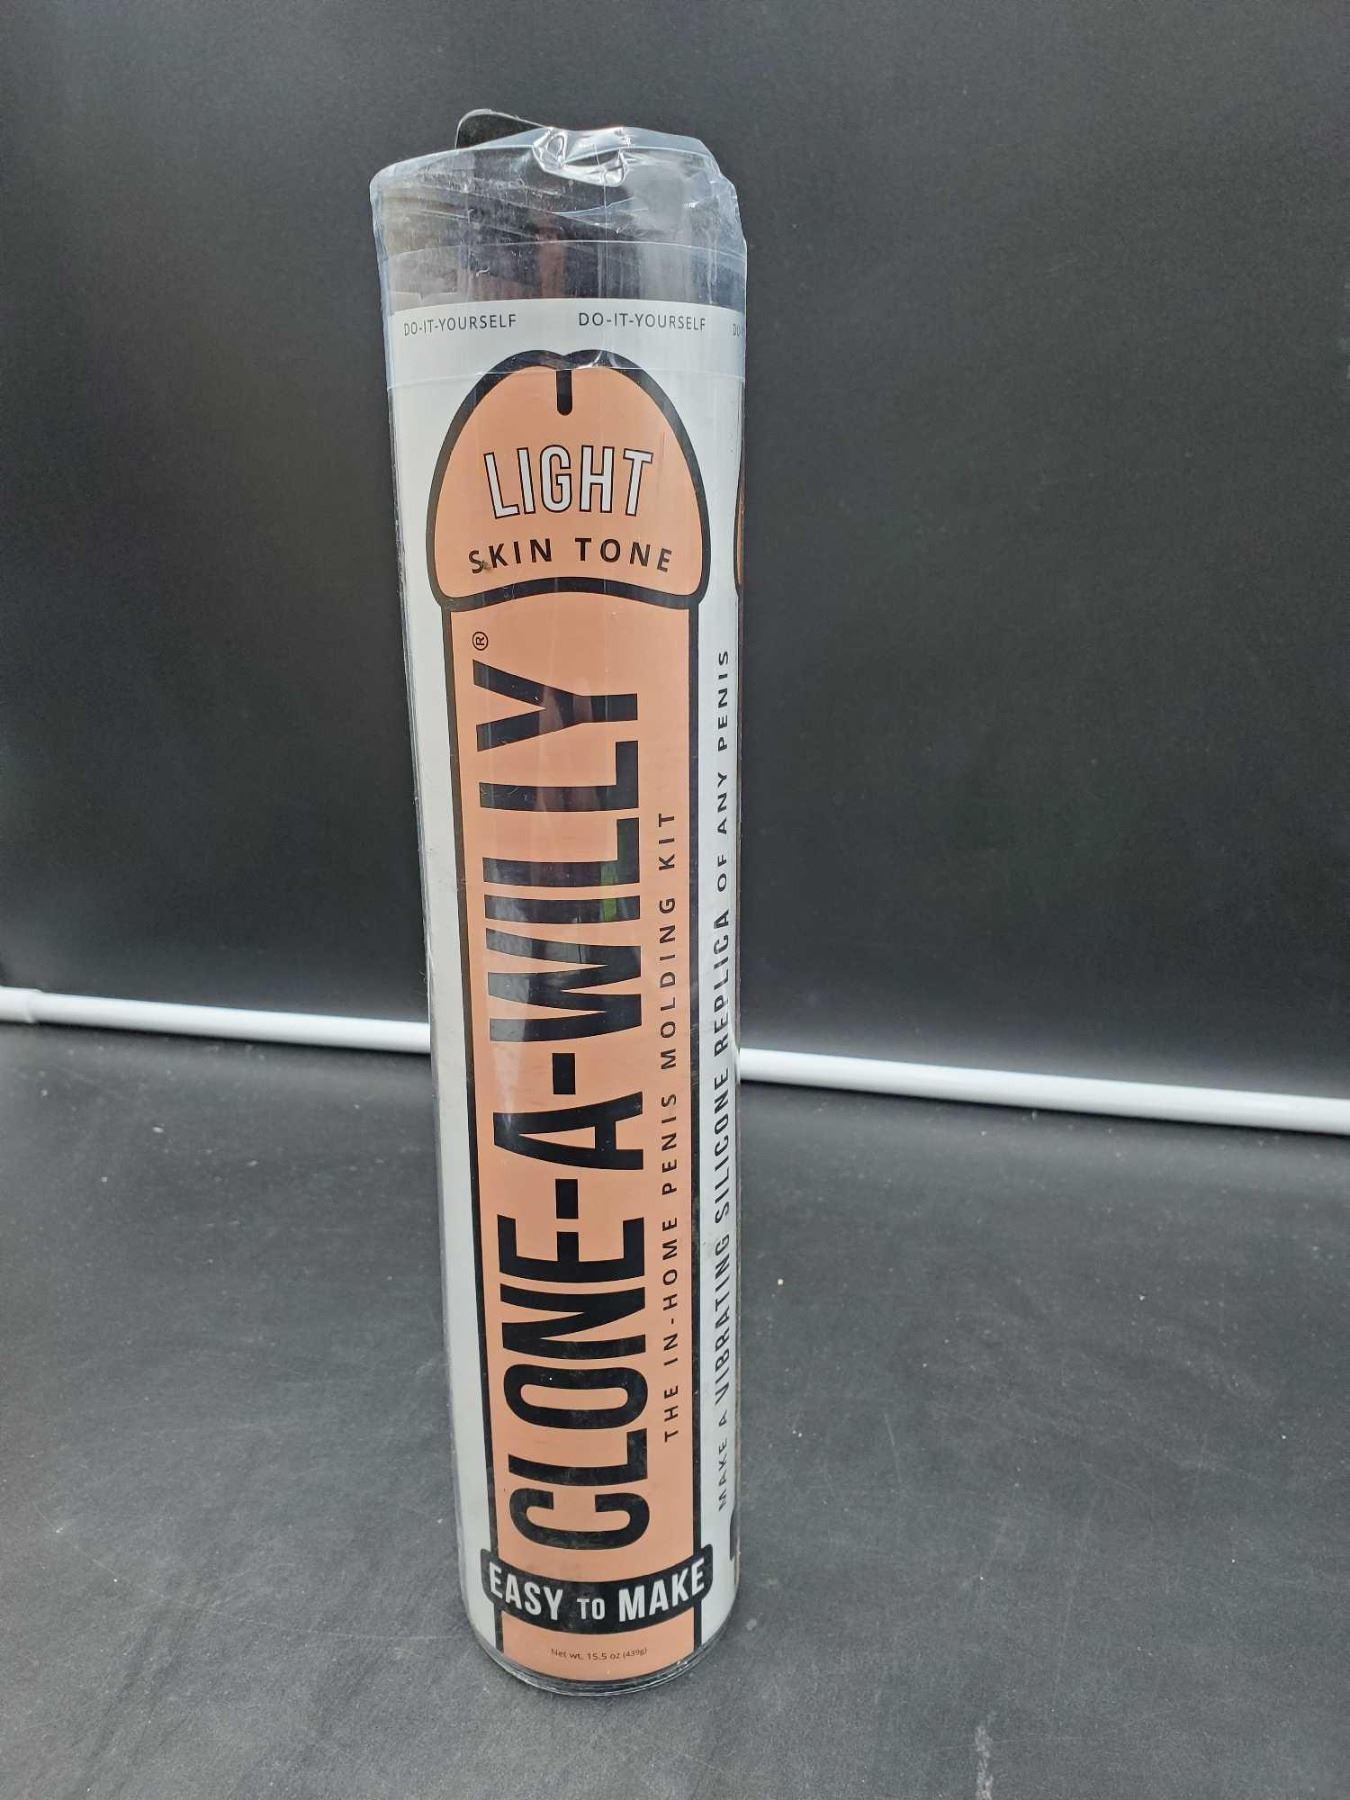 DO-IT-YOURSELF DO-IT-YOURSELF
LIGHT
SKIN TONE
CLONE-A-WILLY®
THE IN-HOME PENIS MOLDING KIT
MAKE A VIBRATING SILICONE REPLICA OF ANY PENIS
EASY TO MAKE
Net wt. 15.5 oz (439g)